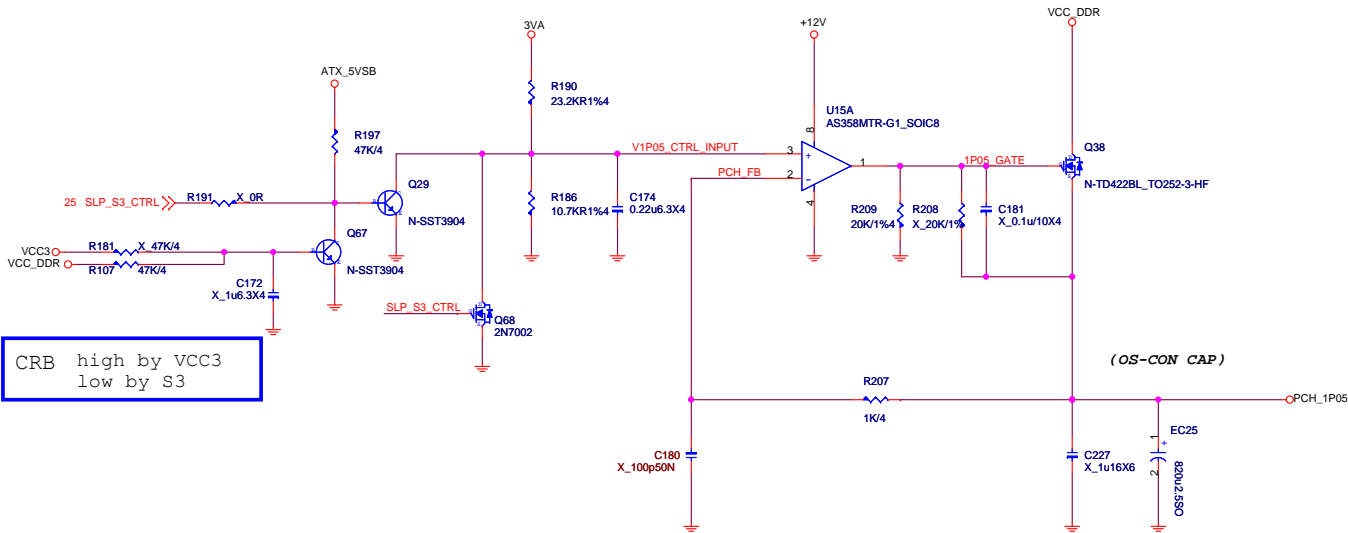 VCC_DDR
+12V
3VA
ATX_5VSB
R190
23.2KR1%4
U15A
AS358MTR-G1_SOIC8
8
R197
47K/4
V1P05_CTRL_INPUT
3
+
1
1P05_GATE
Q38
N-TD422BL_TO252-3-HF
PCH_FB
2
-
4
Q29
N-SST3904
25 SLP_S3_CTRL
R191
X_0R
R186
10.7KR1%4
C174
0.22u6.3X4
R209
20K/1%4
R208
X_20K/1%
C181
X_0.1u/10X4
Q67
N-SST3904
VCC3
R181
X_47K/4
VCC_DDR
R107
47K/4
C172
X_1u6.3X4
SLP_S3_CTRL
Q68
2N7002
CRB high by VCC3
low by S3
(OS-CON CAP)
R207
1K/4
PCH_1P05
C180
X_100p50N
C227
X_1u16X6
EC25
1
+
2
820u2.5SO